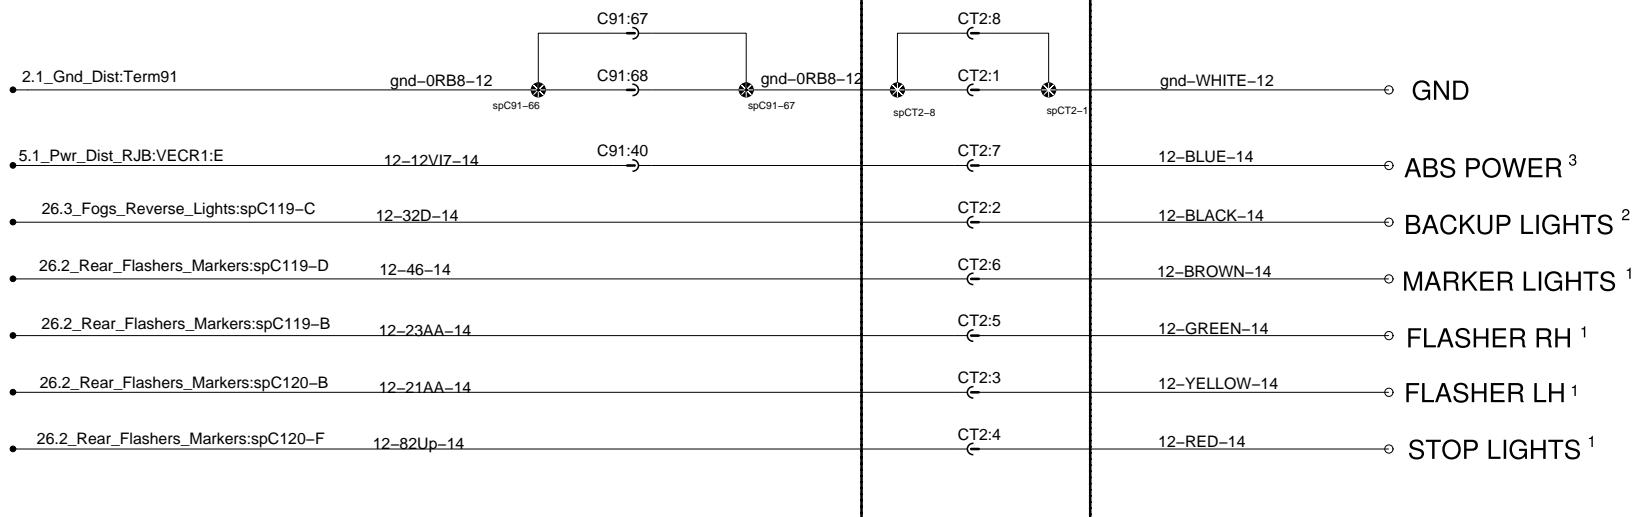 C91:67 CT2:8
2.1_Gnd_Dist:Term91 gnd-0RB8-12 C91:68 gnd-0RB8-12 CT2:1 gnd-WHITE-12 GND
spC91-66 spC91-67 spCT2-8 spCT2-1
5.1_Pwr_Dist_RJB:VECR1:E 12-12VI7-14 C91:40 CT2:7 12-BLUE-14 ABS POWER 3
26.3_Fogs_Reverse_Lights:spC119-C 12-32D-14 CT2:2 12-BLACK-14 BACKUP LIGHTS 2
26.2_Rear_Flashers_Markers:spC119-D 12-46-14 CT2:6 12-BROWN-14 MARKER LIGHTS 1
26.2_Rear_Flashers_Markers:spC119-B 12-23AA-14 CT2:5 12-GREEN-14 FLASHER RH 1
26.2_Rear_Flashers_Markers:spC120-B 12-21AA-14 CT2:3 12-YELLOW-14 FLASHER LH 1
26.2_Rear_Flashers_Markers:spC120-F 12-82Up-14 CT2:4 12-RED-14 STOP LIGHTS 1